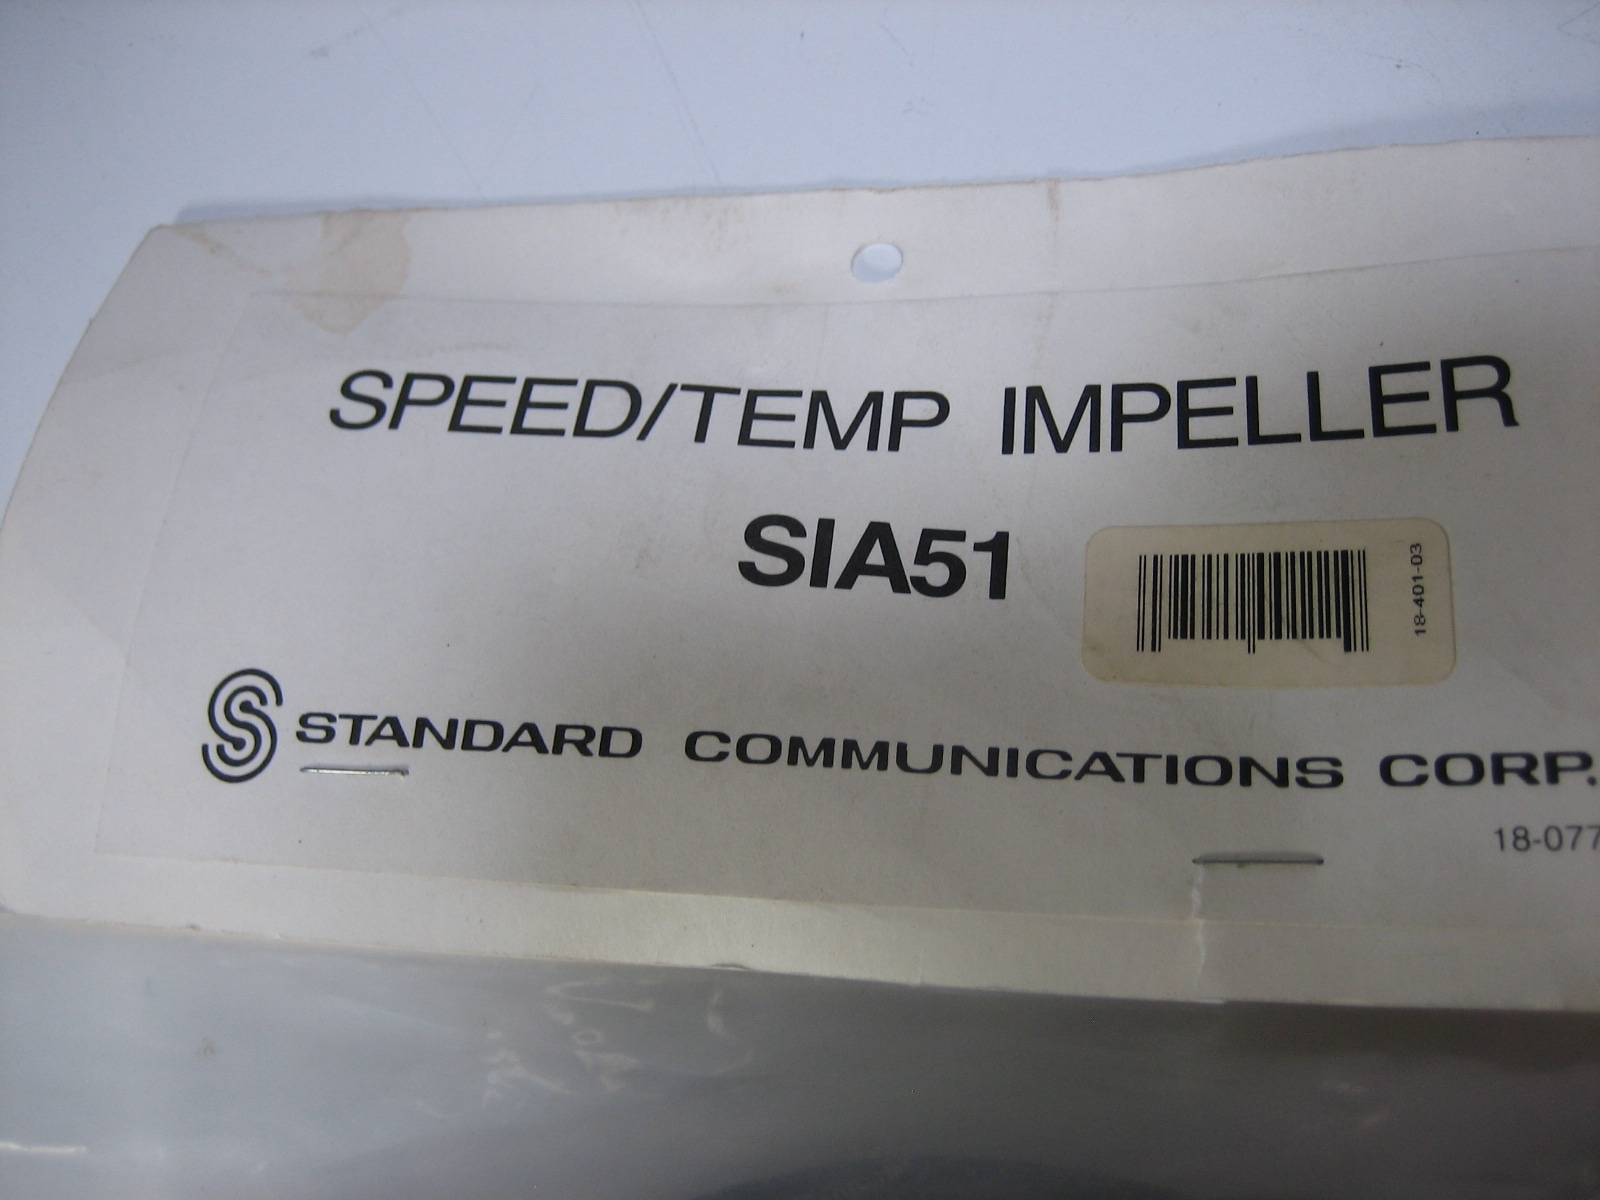 SPEED/TEMP IMPELLER
SIA51
18-401-03
STANDARD COMMUNICATIONS CORP.
18-077